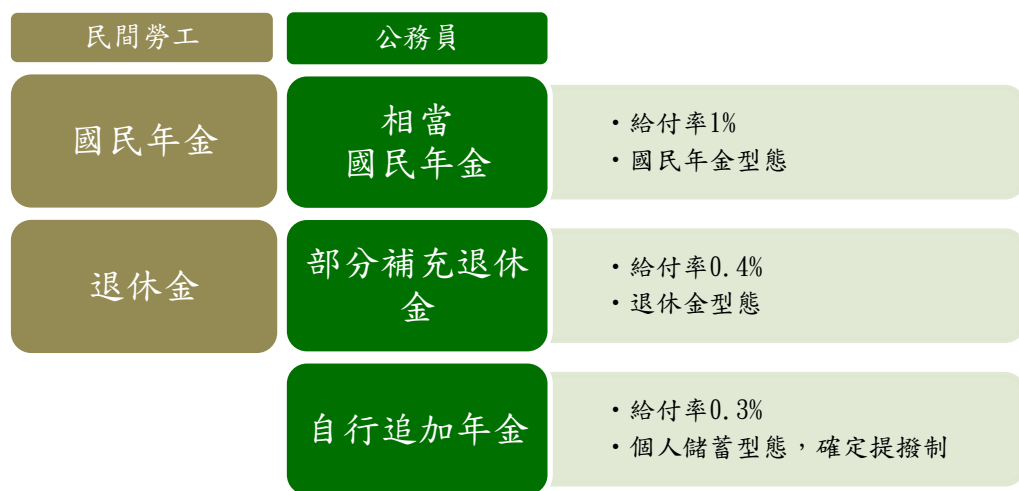 民間勞工
公務員
國民年金
相當
國民年金
・給付率1%
・國民年金型態
退休金
部分補充退休
金
・給付率0.4%
・退休金型態
自行追加年金
・給付率0.3%
・個人儲蓄型態，確定提撥制